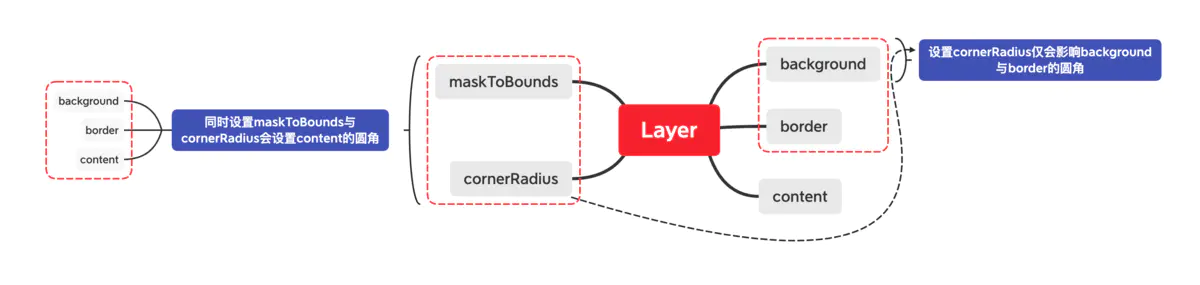 background
border
content
同时设置maskToBounds与
cornerRadius会设置content的圆角
maskToBounds
cornerRadius
Layer
background
border
content
设置cornerRadius仅会影响background
与border的圆角